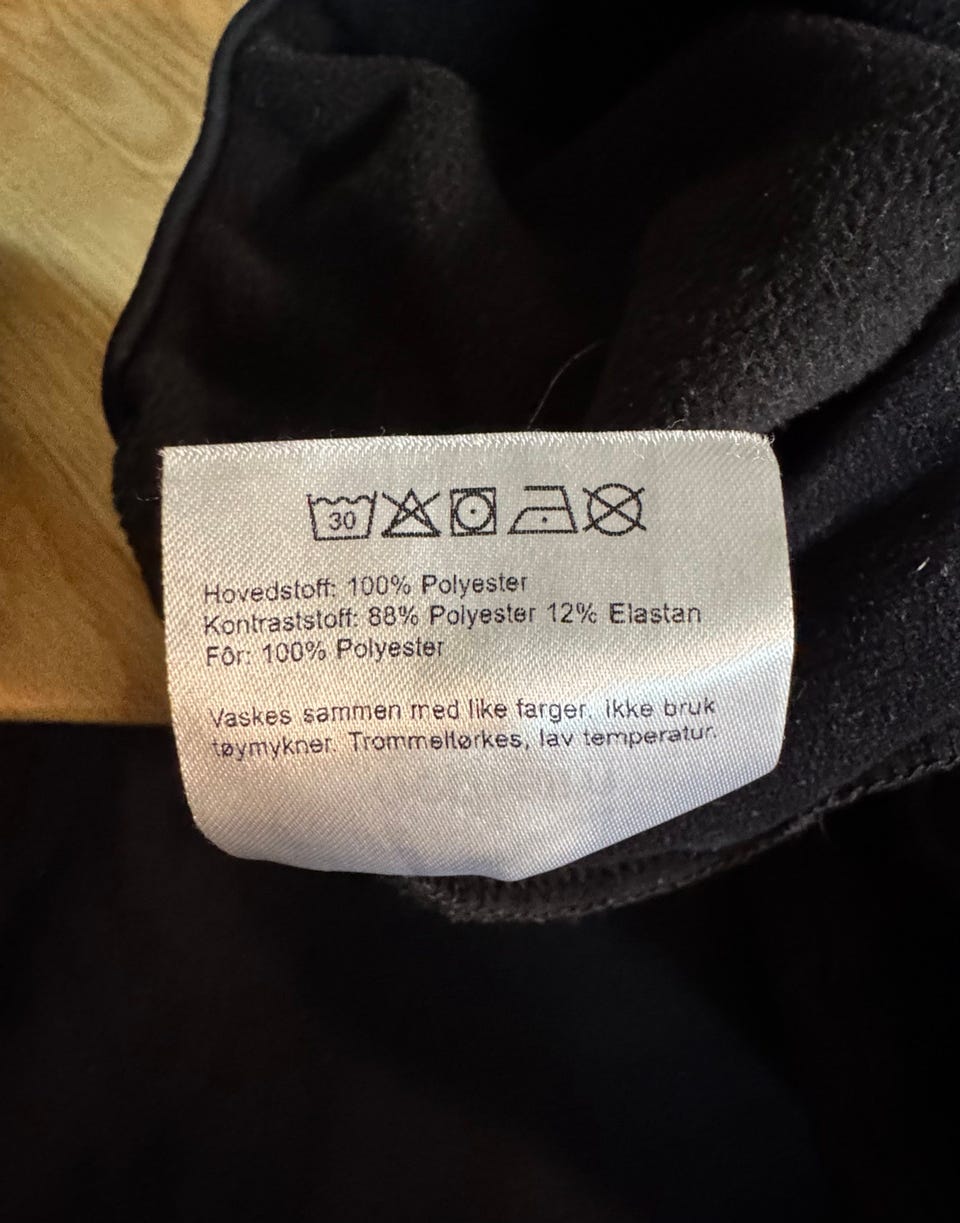 30
Hovedstoff: 100% Polyester
Kontraststoff: 88% Polyester 12% Elastan
Fôr: 100% Polyester
Vaskes sammen med like farger. Ikke bruk
tøymykner. Trommeltørkes, lav temperatur.